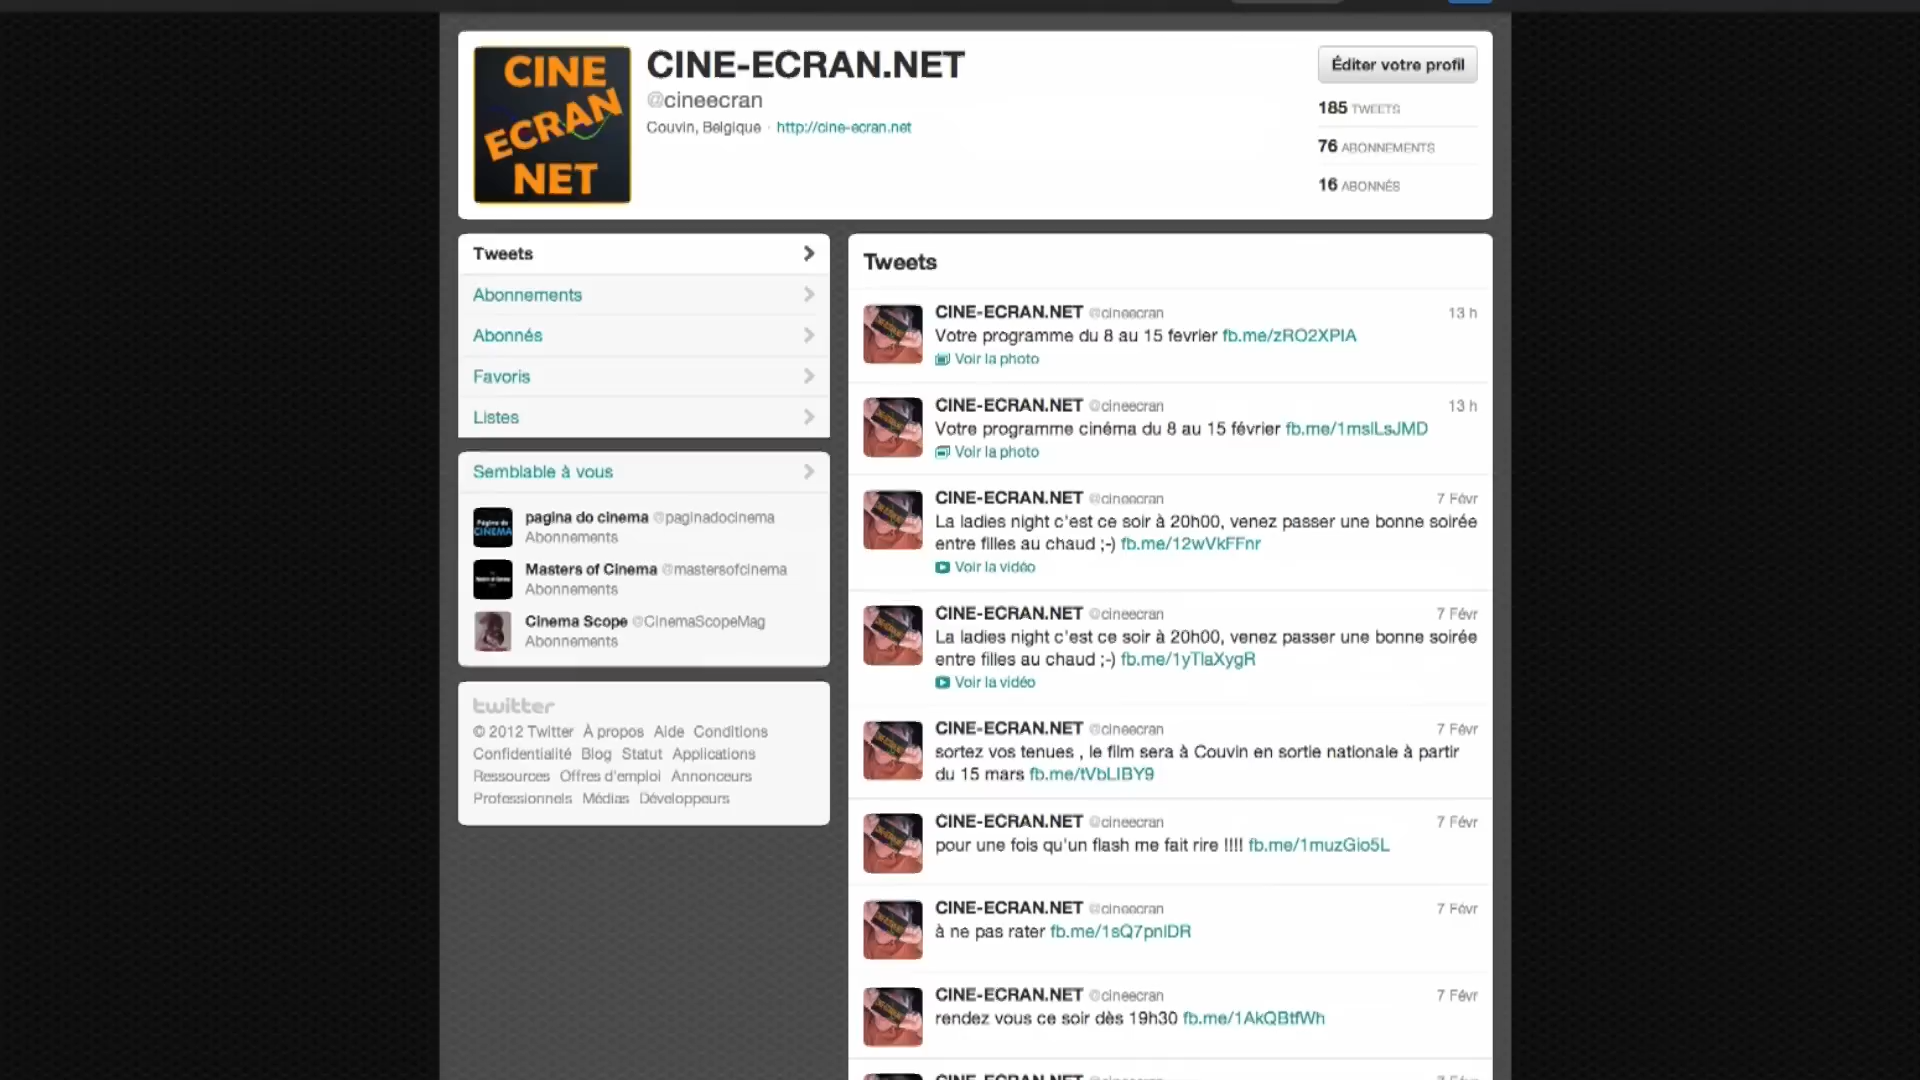 CINE
ECRAN
NET
CINE-ECRAN.NET
@cineecran
Couvin, Belgique · http://cine-ecran.net
Éditer votre profil
185 TWEETS
76 ABONNEMENTS
16 ABONNÉS
Tweets
Abonnements
Abonnés
Favoris
Listes
Semblable à vous
pagina do cinema @paginadocinema
Abonnements
Masters of Cinema @mastersofcinema
Abonnements
Cinema Scope @CinemaScopeMag
Abonnements
twitter
© 2012 Twitter À propos Aide Conditions
Confidentialité Blog Statut Applications
Ressources Offres d'emploi Annonceurs
Professionnels Médias Développeurs
Tweets
CINE-ECRAN.NET @cineecran 13 h
Votre programme du 8 au 15 fevrier fb.me/zRO2XPIA
Voir la photo
CINE-ECRAN.NET @cineecran 13 h
Votre programme cinéma du 8 au 15 février fb.me/1mslLsJMD
Voir la photo
CINE-ECRAN.NET @cineecran 7 Févr
La ladies night c'est ce soir à 20h00, venez passer une bonne soirée
entre filles au chaud ;-) fb.me/12wVkFFnr
Voir la vidéo
CINE-ECRAN.NET @cineecran 7 Févr
La ladies night c'est ce soir à 20h00, venez passer une bonne soirée
entre filles au chaud ;-) fb.me/1yTlaXygR
Voir la vidéo
CINE-ECRAN.NET @cineecran 7 Févr
sortez vos tenues , le film sera à Couvin en sortie nationale à partir
du 15 mars fb.me/tVbLIBY9
CINE-ECRAN.NET @cineecran 7 Févr
pour une fois qu'un flash me fait rire !!!! fb.me/1muzGio5L
CINE-ECRAN.NET @cineecran 7 Févr
à ne pas rater fb.me/1sQ7pnlDR
CINE-ECRAN.NET @cineecran 7 Févr
rendez vous ce soir dès 19h30 fb.me/1AkQBtfWh
CINE-ECRAN.NET @cineecran 7 Févr